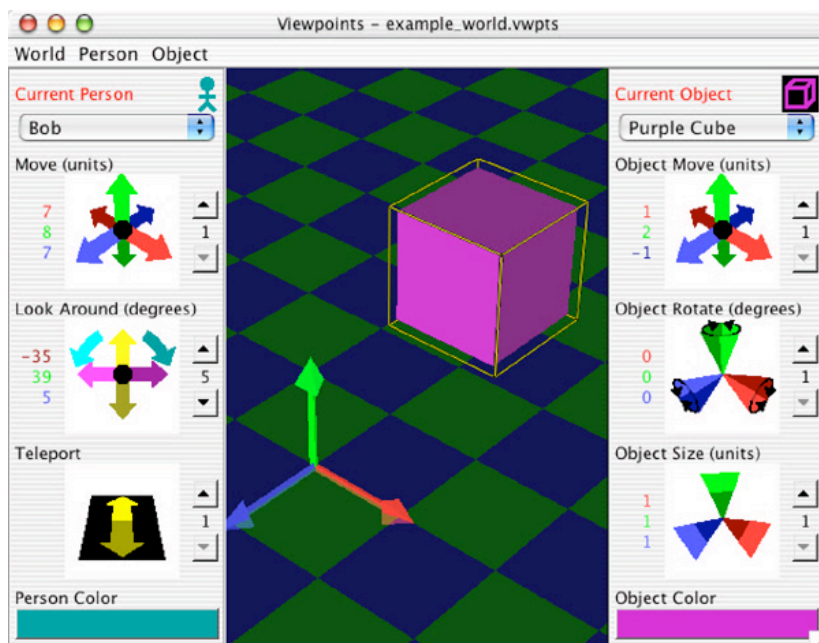 Viewpoints – example_world.vwpts
World Person Object
Current Person
Bob
Move (units)
7
8
7
1
Look Around (degrees)
-35
39
5
5
Teleport
1
Person Color
Current Object
Purple Cube
Object Move (units)
1
2
-1
1
Object Rotate (degrees)
0
0
0
1
Object Size (units)
1
1
1
1
Object Color